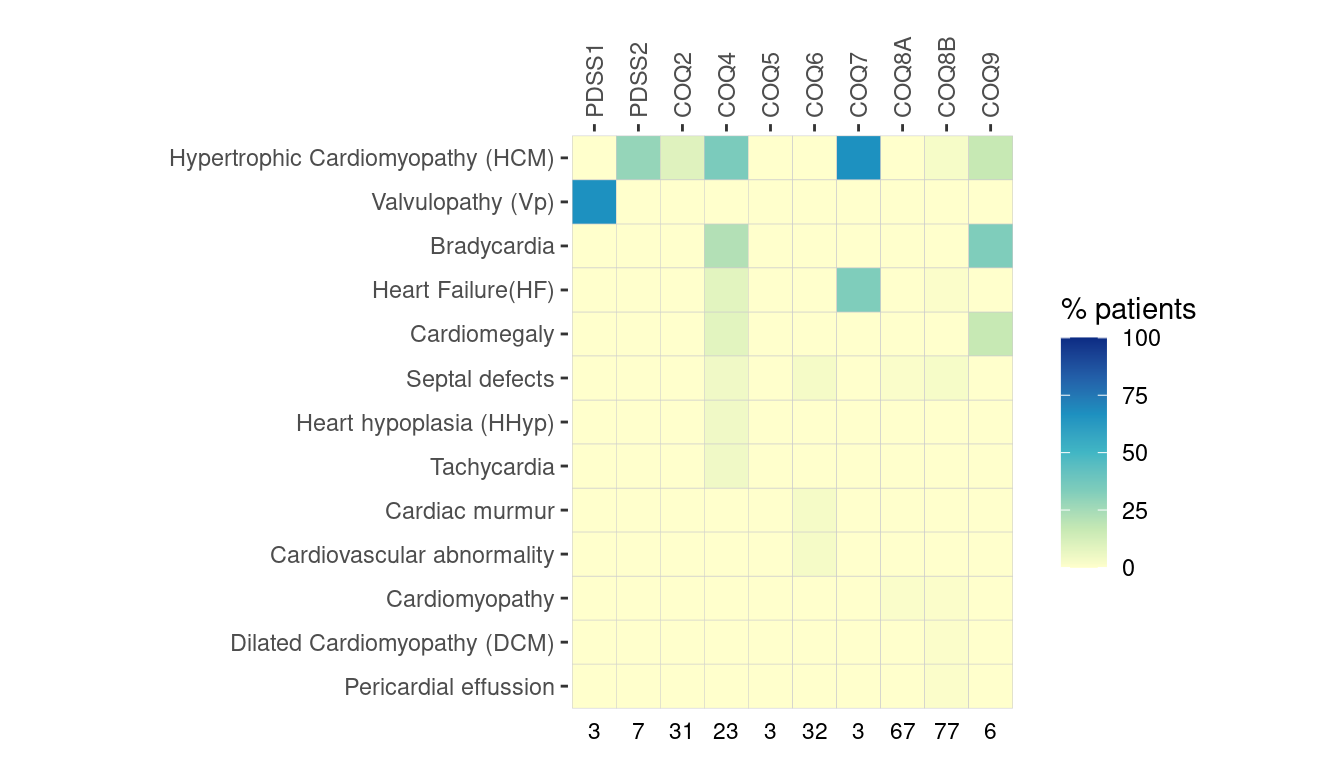 PDSS1 PDSS2 COQ2 COQ4 COQ5 COQ6 COQ7 COQ8A COQ8B COQ9
Hypertrophic Cardiomyopathy (HCM)
Valvulopathy (Vp)
Bradycardia
Heart Failure(HF)
Cardiomegaly
Septal defects
Heart hypoplasia (HHyp)
Tachycardia
Cardiac murmur
Cardiovascular abnormality
Cardiomyopathy
Dilated Cardiomyopathy (DCM)
Pericardial effussion
3 7 31 23 3 32 3 67 77 6
% patients
100
75
50
25
0